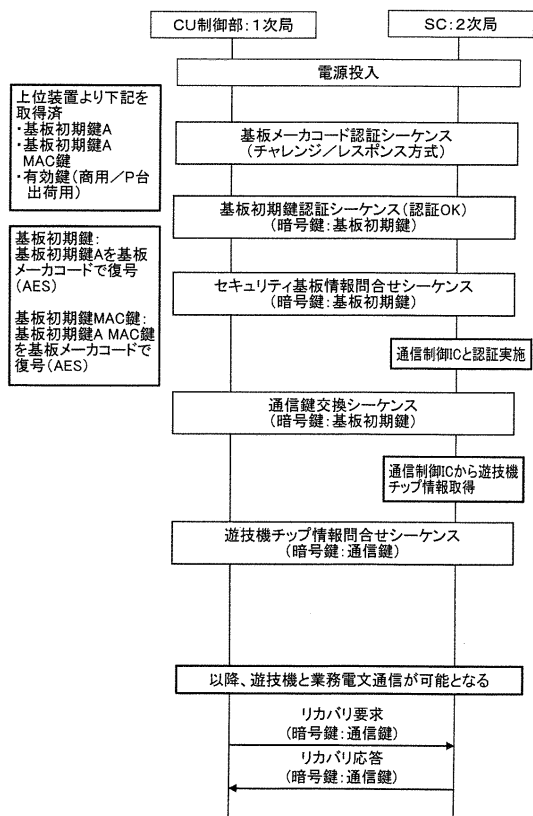 CU制御部:1次局
SC:2次局
電源投入
上位装置より下記を
取得済
・基板初期鍵A
・基板初期鍵A
MAC鍵
・有効鍵(商用/P台
出荷用)
基板メーカコード認証シーケンス
(チャレンジ/レスポンス方式)
基板初期鍵認証シーケンス(認証OK)
(暗号鍵:基板初期鍵)
基板初期鍵:
基板初期鍵Aを基板
メーカコードで復号
(AES)
基板初期鍵MAC鍵:
基板初期鍵A MAC鍵
を基板メーカコードで
復号(AES)
セキュリティ基板情報問合せシーケンス
(暗号鍵:基板初期鍵)
通信制御ICと認証実施
通信鍵交換シーケンス
(暗号鍵:基板初期鍵)
通信制御ICから遊技機
チップ情報取得
遊技機チップ情報問合せシーケンス
(暗号鍵:通信鍵)
以降、遊技機と業務電文通信が可能となる
リカバリ要求
(暗号鍵:通信鍵)
リカバリ応答
(暗号鍵:通信鍵)